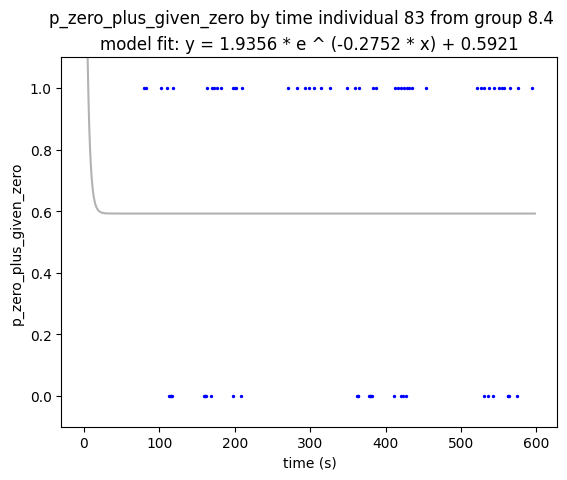 p_zero_plus_given_zero by time individual 83 from group 8.4
model fit: y = 1.9356 * e ^ (-0.2752 * x) + 0.5921
1.0
0.8
0.6
0.4
0.2
0.0
p_zero_plus_given_zero
0 100 200 300 400 500 600
time (s)